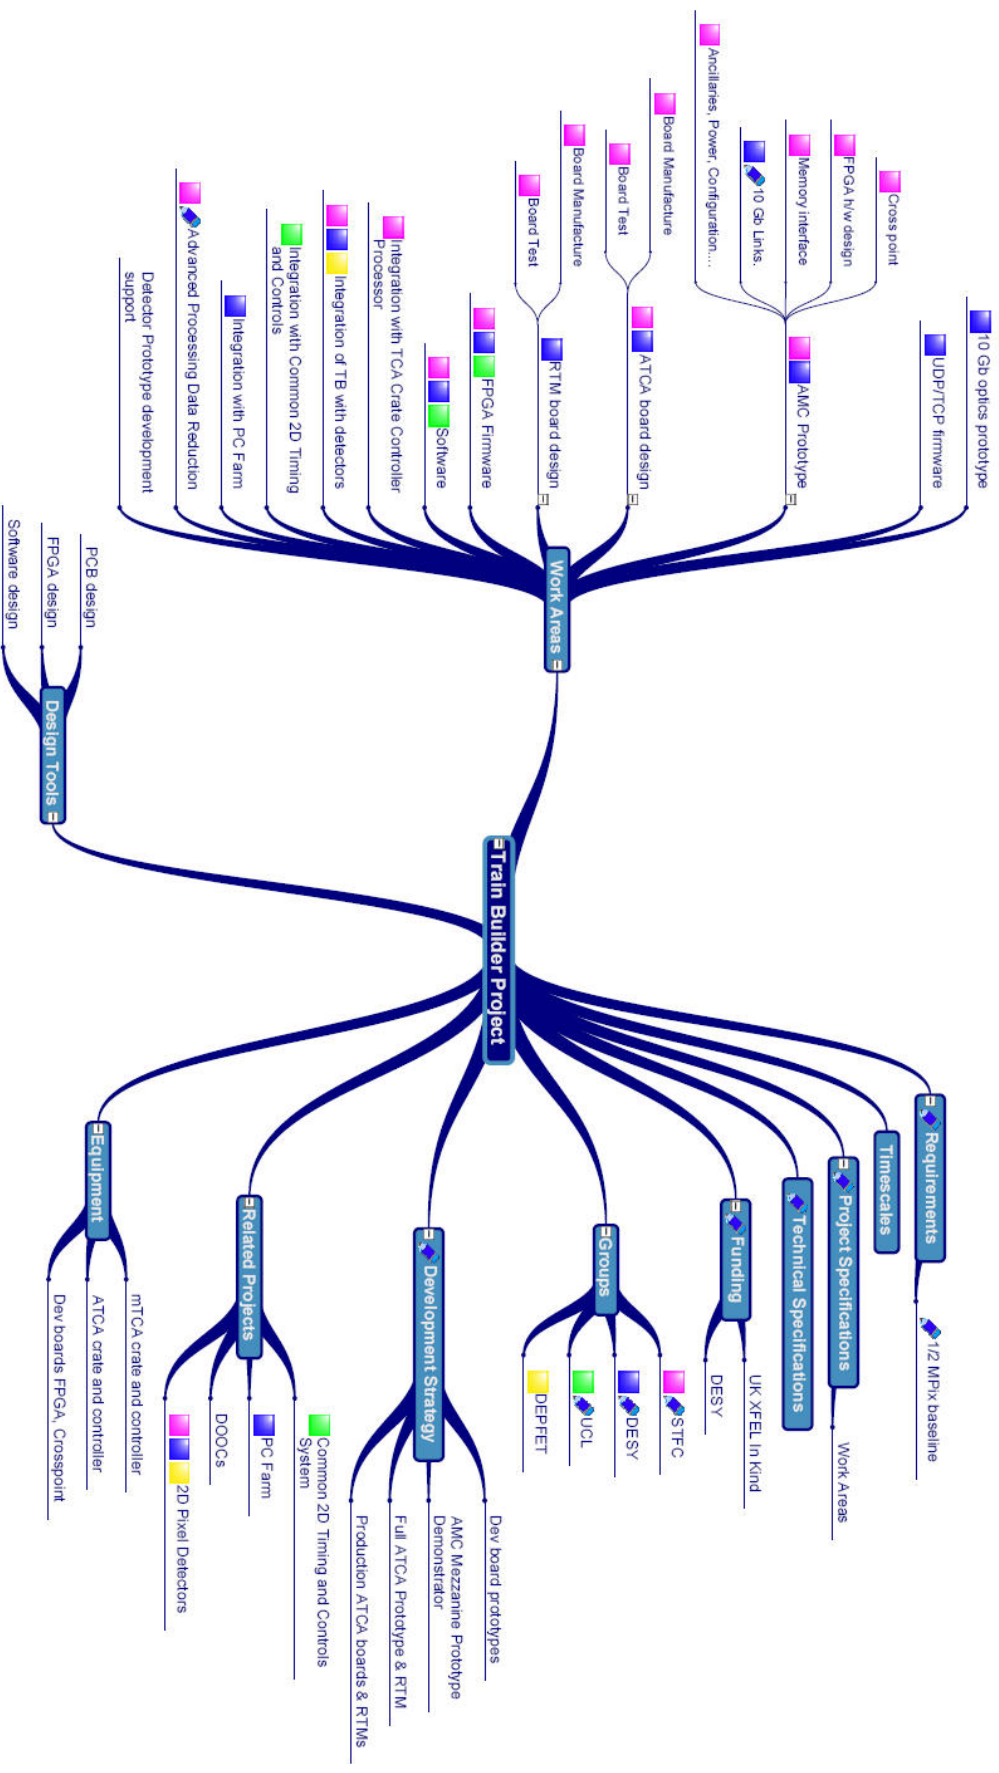 Train Builder Project
Requirements
1/2 MPix baseline
Timescales
Project Specifications
Work Areas
Technical Specifications
Funding
UK XFEL In Kind
DESY
Groups
STFC
DESY
UCL
DEPFET
Development Strategy
Dev board prototypes
AMC Mezzanine Prototype
Demonstrator
Full ATCA Prototype & RTM
Production ATCA boards & RTMs
Related Projects
Common 2D Timing and Controls
System
PC Farm
DOOCs
2D Pixel Detectors
Equipment
mTCA crate and controller
ATCA crate and controller
Dev boards FPGA, Crosspoint
Work Areas
10 Gb optics prototype
UDP/TCP firmware
AMC Prototype
Cross point
FPGA h/w design
Memory interface
10 Gb Links.
Ancillaries, Power, Configuration....
ATCA board design
Board Manufacture
Board Test
RTM board design
Board Manufacture
Board Test
FPGA Firmware
Software
Integration with TCA Crate Controller
Processor
Integration of TB with detectors
Integration with Common 2D Timing
and Controls
Integration with PC Farm
Advanced Processing Data Reduction
Detector Prototype development
support
Design Tools
PCB design
FPGA design
Software design